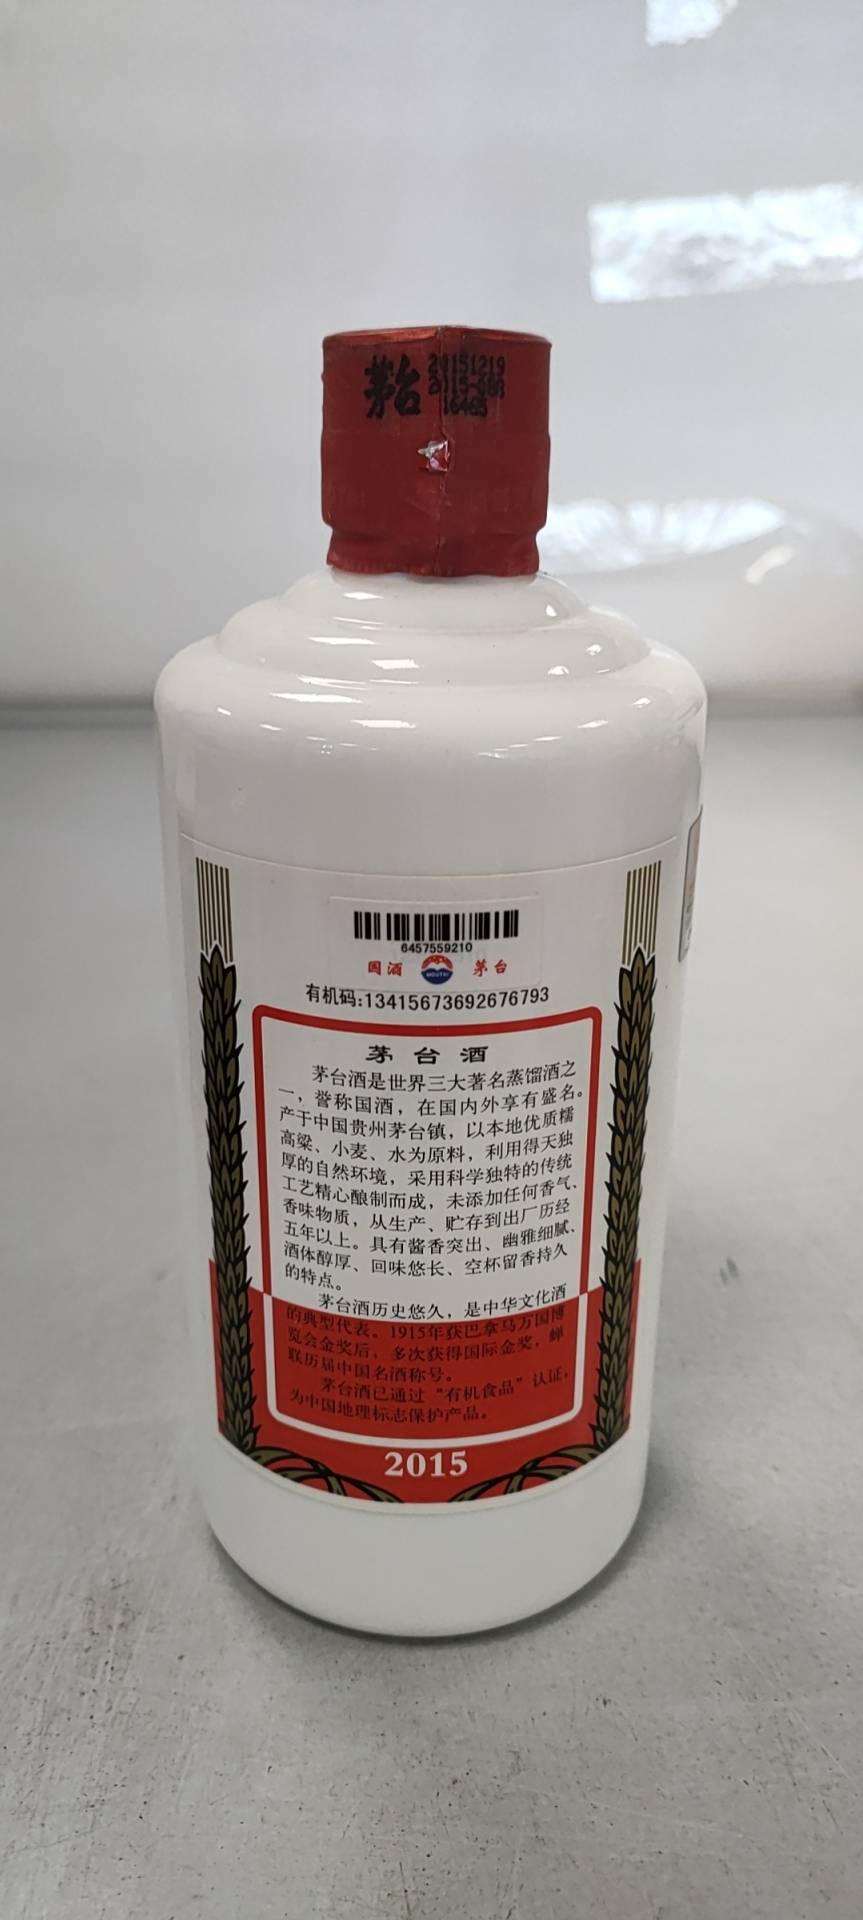 茅台
20151219
2015-
16465
6457559210
国酒
MOUTAI
茅台
有机码:13415673692676793
茅台酒
茅台酒是世界三大著名蒸馏酒之
一，誉称国酒，在国内外享有盛名。
产于中国贵州茅台镇，以本地优质糯
高粱、小麦、水为原料，利用得天独
厚的自然环境，采用科学独特的传统
工艺精心酿制而成，未添加任何香气、
香味物质，从生产、贮存到出厂历经
五年以上。具有酱香突出、幽雅细腻、
酒体醇厚、回味悠长、空杯留香持久
的特点。
茅台酒历史悠久，是中华文化酒
的典型代表。1915年获巴拿马万国博
览会金奖后，多次获得国际金奖，蝉
联历届中国名酒称号。
茅台酒已通过“有机食品”认证，
为中国地理标志保护产品。
2015